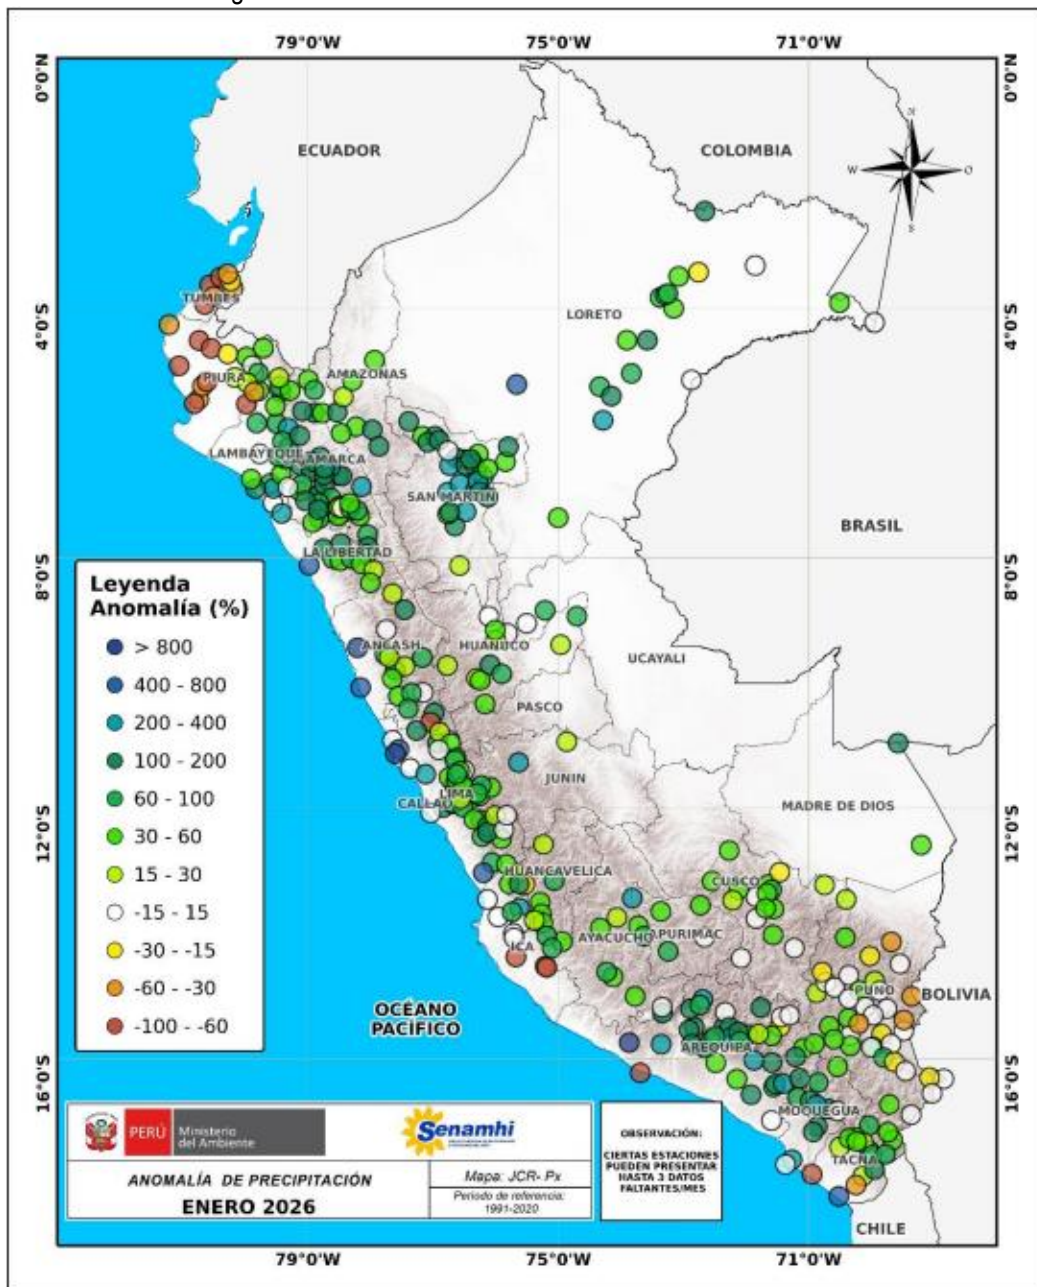 79°0'W 75°0'W 71°0'W
0°0'N 0°0'N
ECUADOR
COLOMBIA
N
W O
S
TUMBES
4°0'S 4°0'S
LORETO
PIURA
AMAZONAS
LAMBAYEQUE
CAJAMARCA
SAN MARTIN
BRASIL
LA LIBERTAD
8°0'S 8°0'S
Leyenda
Anomalía (%)
> 800
400 - 800
200 - 400
100 - 200
60 - 100
30 - 60
15 - 30
-15 - 15
-30 - -15
-60 - -30
-100 - -60
ANCASH
HUANUCO
UCAYALI
PASCO
JUNIN
LIMA
CALLAO
MADRE DE DIOS
12°0'S 12°0'S
HUANCAVELICA
CUSCO
ICA
AYACUCHO
APURIMAC
PUNO
BOLIVIA
OCÉANO
PACÍFICO
AREQUIPA
16°0'S 16°0'S
MOQUEGUA
TACNA
CHILE
PERÚ
Ministerio
del Ambiente
Senamhi
ANOMALÍA DE PRECIPITACIÓN
ENERO 2026
Mapa: JCR- Px
Periodo de referencia:
1991-2020
OBSERVACIÓN:
CIERTAS ESTACIONES
PUEDEN PRESENTAR
HASTA 3 DATOS
FALTANTES/MES
79°0'W 75°0'W 71°0'W